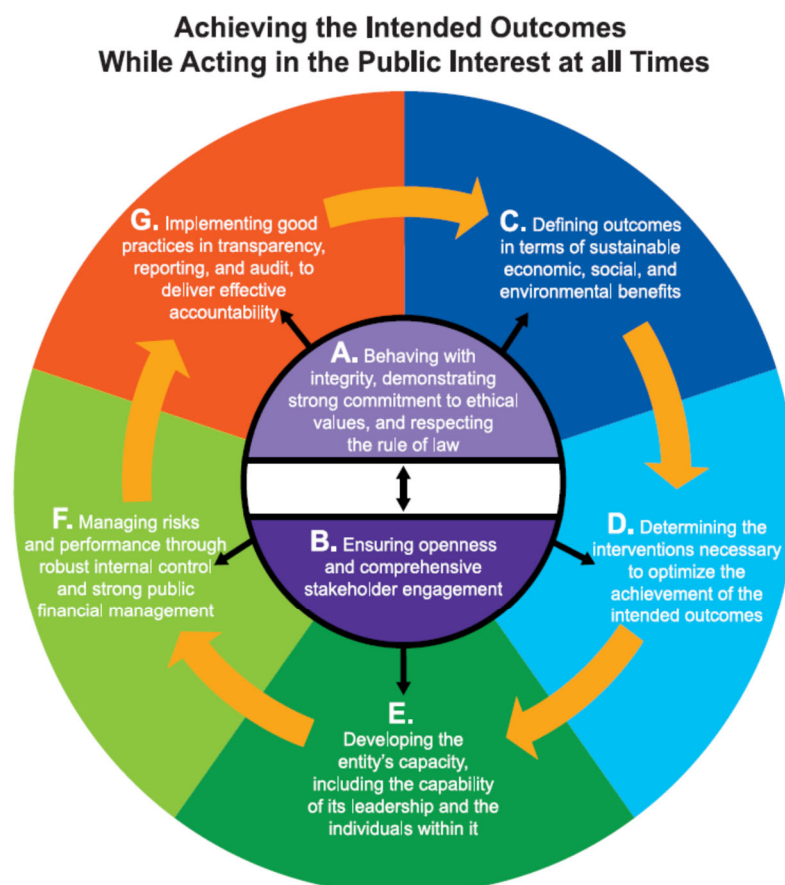 Achieving the Intended Outcomes
While Acting in the Public Interest at all Times
G. Implementing good
practices in transparency,
reporting, and audit, to
deliver effective
accountability
C. Defining outcomes
in terms of sustainable
economic, social, and
environmental benefits
A. Behaving with
integrity, demonstrating
strong commitment to ethical
values, and respecting
the rule of law
B. Ensuring openness
and comprehensive
stakeholder engagement
F. Managing risks
and performance through
robust internal control
and strong public
financial management
D. Determining the
interventions necessary
to optimize the
achievement of the
intended outcomes
E.
Developing the
entity's capacity,
including the capability
of its leadership and the
individuals within it